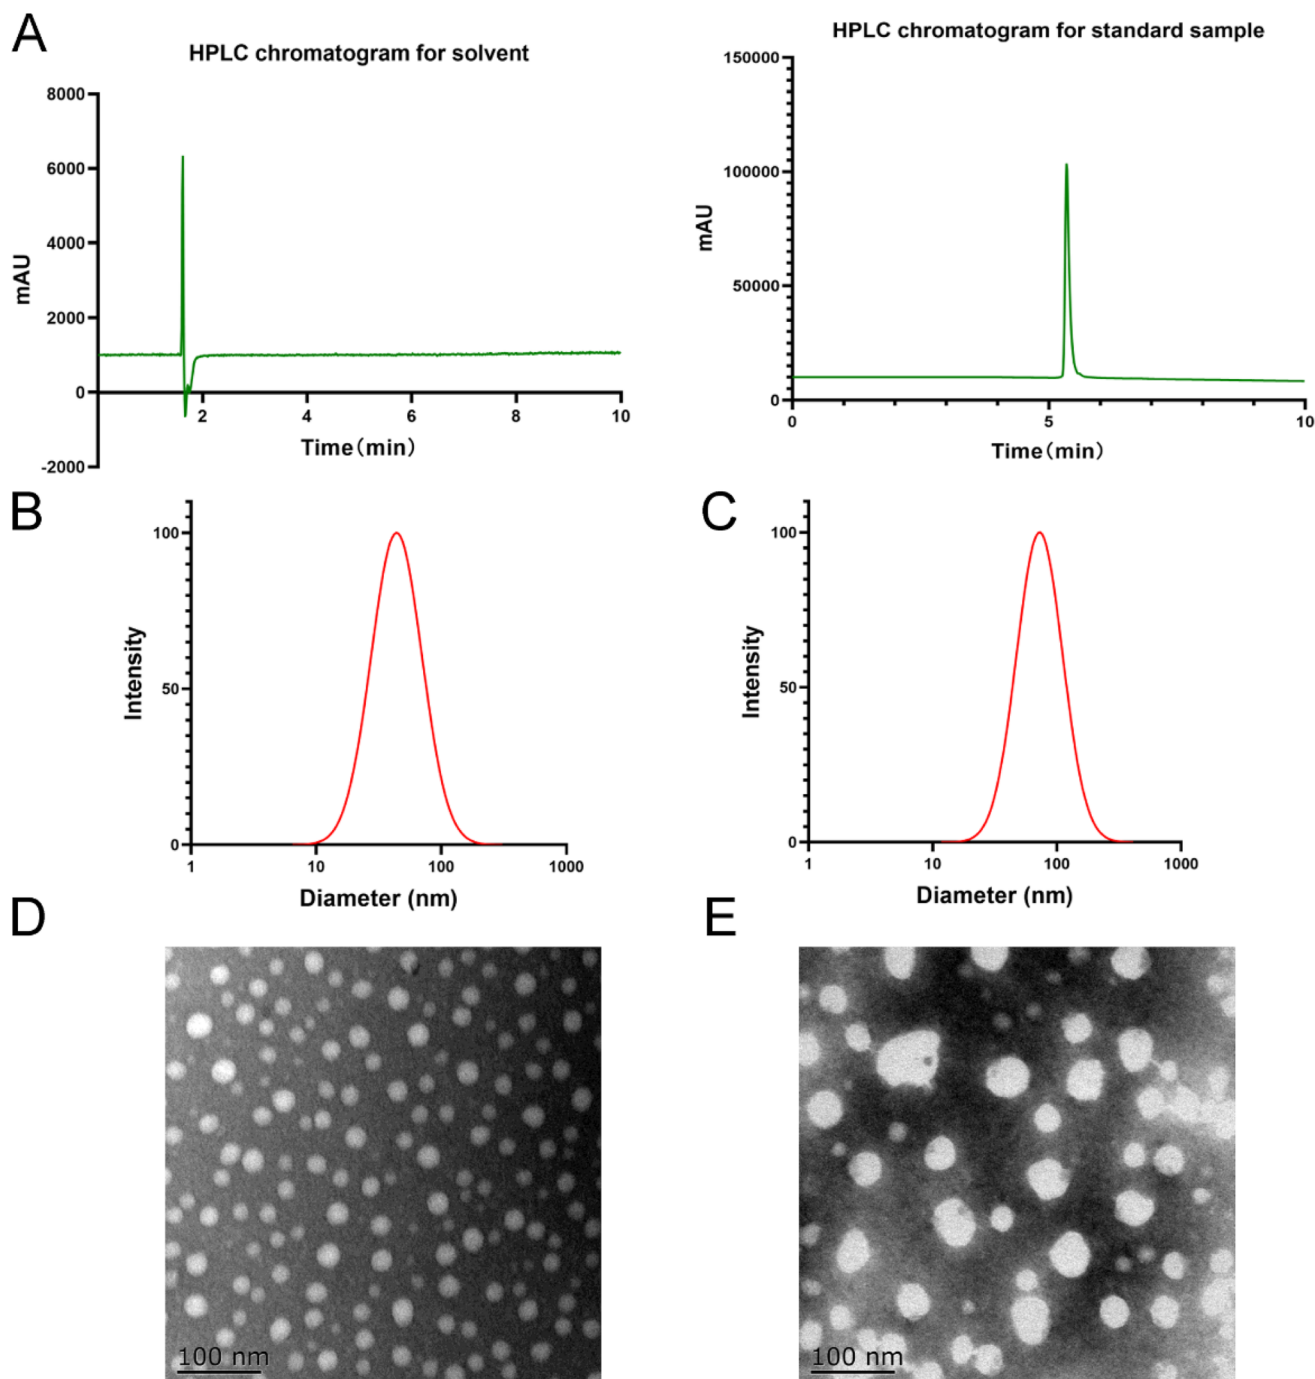 A
HPLC chromatogram for solvent
8000
6000
4000
2000
0
-2000
mAU
2
4
6
8
10
Time（min）
HPLC chromatogram for standard sample
150000
100000
50000
0
mAU
0
5
10
Time（min）
B
100
50
0
Intensity
1
10
100
1000
Diameter (nm)
C
100
50
0
Intensity
1
10
100
1000
Diameter (nm)
D
100 nm
E
100 nm